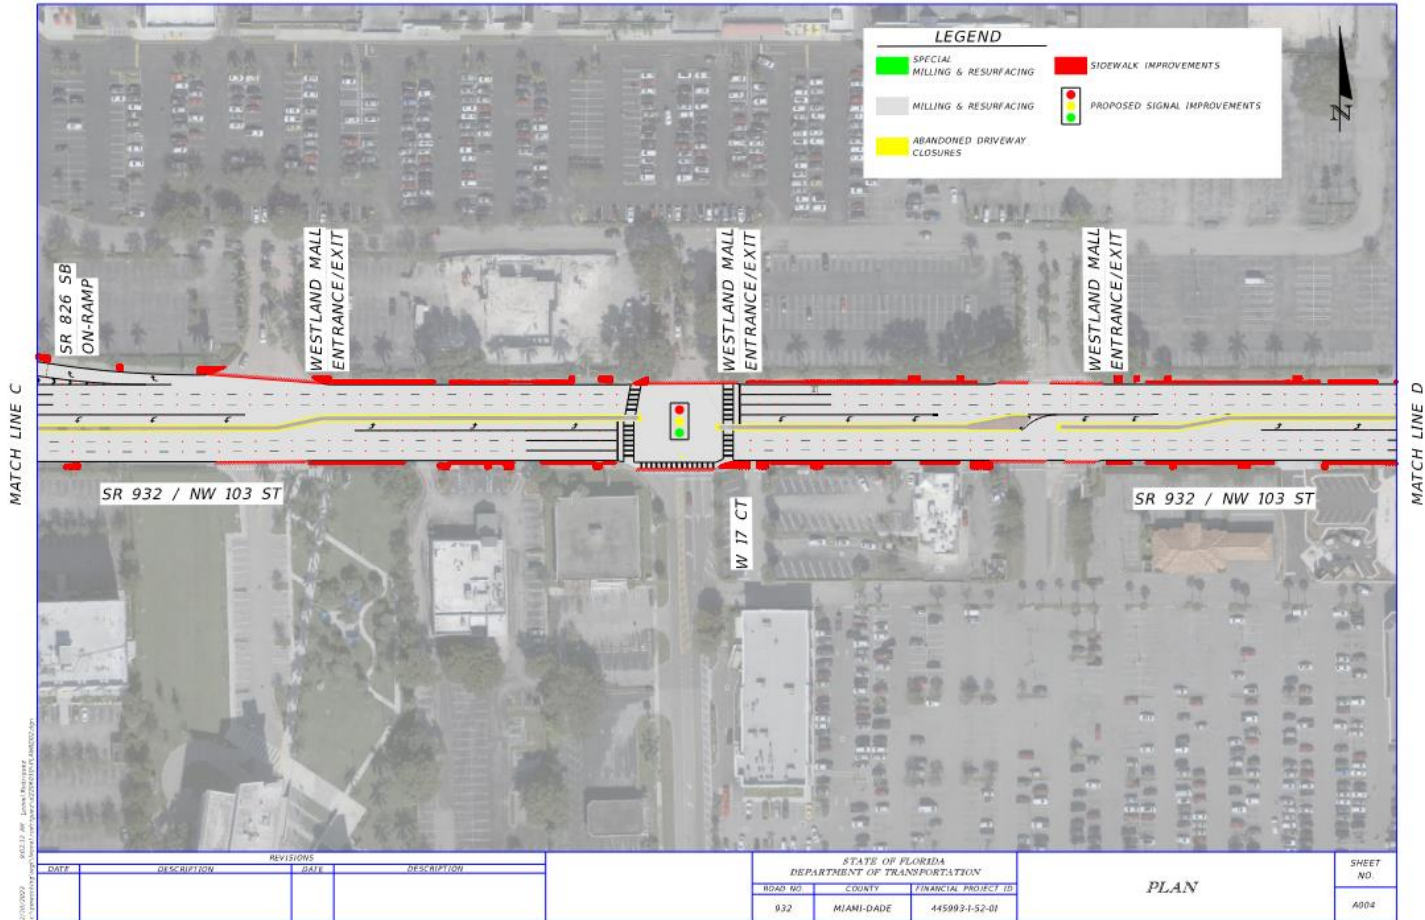 LEGEND
SPECIAL
MILLING & RESURFACING
SIDEWALK IMPROVEMENTS
MILLING & RESURFACING
PROPOSED SIGNAL IMPROVEMENTS
ABANDONED DRIVEWAY
CLOSURES
N
SR 826 SB
ON-RAMP
WESTLAND MALL
ENTRANCE/EXIT
WESTLAND MALL
ENTRANCE/EXIT
WESTLAND MALL
ENTRANCE/EXIT
MATCH LINE C
MATCH LINE D
SR 932 / NW 103 ST
W 17 CT
SR 932 / NW 103 ST
REVISIONS
DATE DESCRIPTION DATE DESCRIPTION
STATE OF FLORIDA
DEPARTMENT OF TRANSPORTATION
ROAD NO. COUNTY FINANCIAL PROJECT ID
932 MIAMI-DADE 445993-1-52-01
PLAN
SHEET
NO.
A004